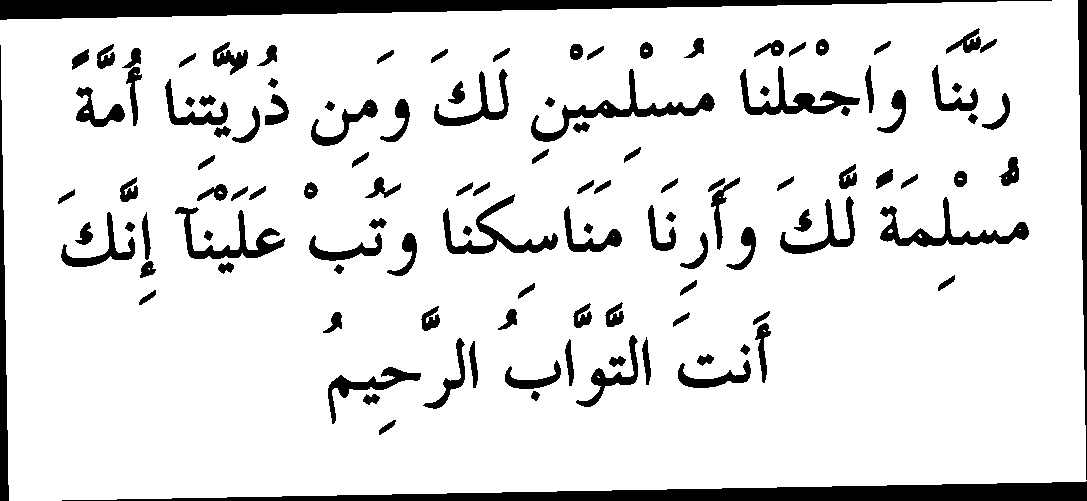 رَبَّنَا وَاجْعَلْنَا مُسْلِمَيْنِ لَكَ وَمِن ذُرِّيَّتِنَا أُمَّةً
مُّسْلِمَةً لَّكَ وَأَرِنَا مَنَاسِكَنَا وَتُبْ عَلَيْنَآ إِنَّكَ
أَنتَ التَّوَّابُ الرَّحِيمُ